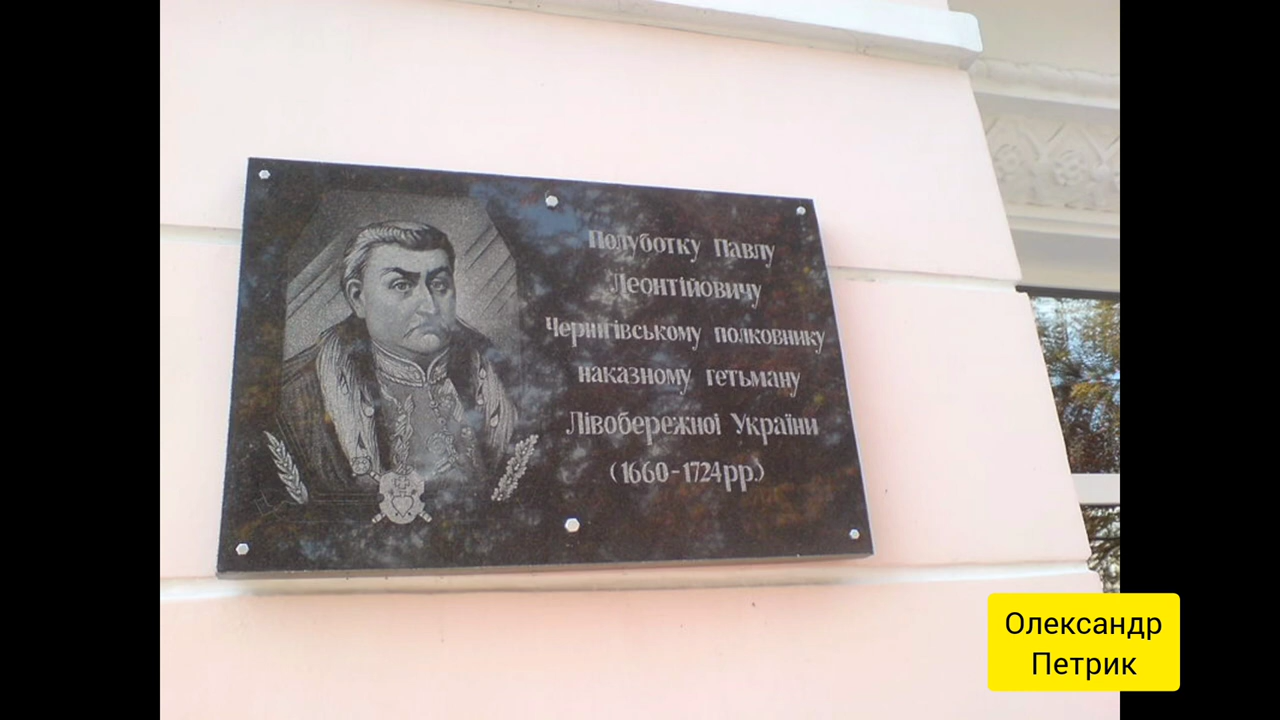 Полуботку Павлу
Леонтійовичу
Чернігівському полковнику
наказному гетьману
Лівобережної України
(1660-1724рр.)
Олександр
Петрик